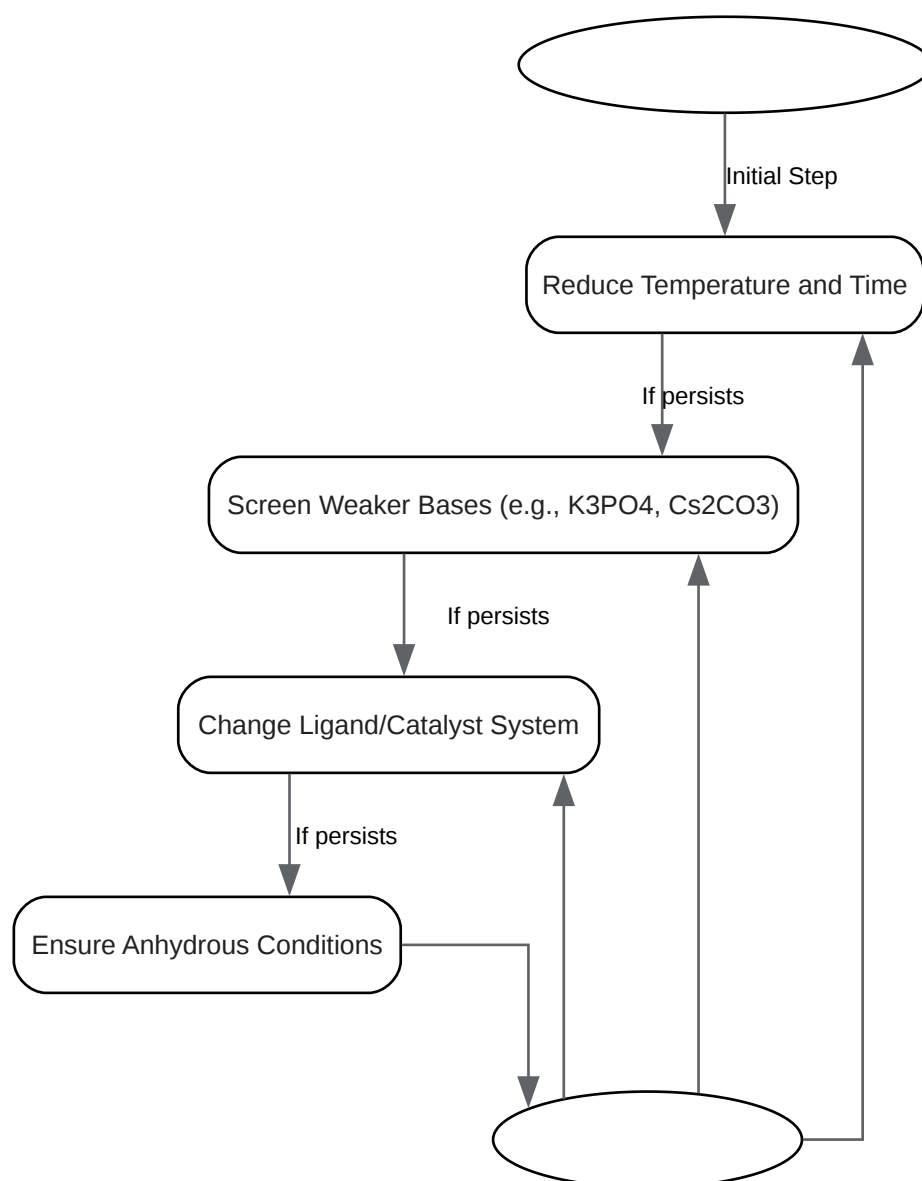 Initial Step
Reduce Temperature and Time
If persists
Screen Weaker Bases (e.g., K3PO4, Cs2CO3)
If persists
Change Ligand/Catalyst System
If persists
Ensure Anhydrous Conditions